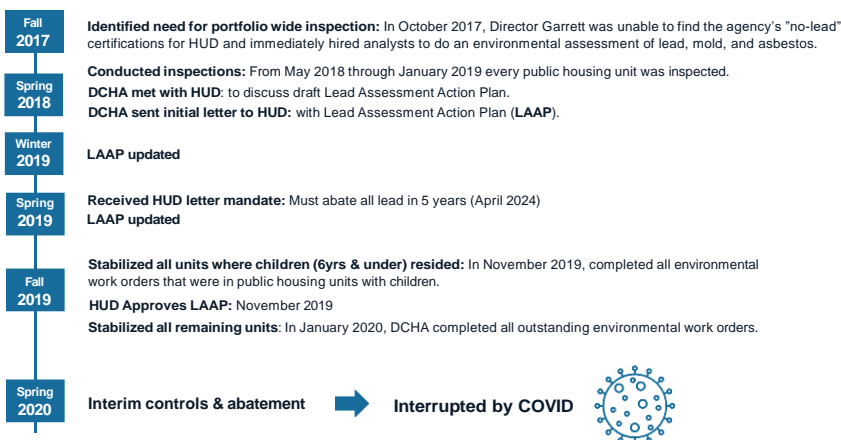 Fall
2017
Identified need for portfolio wide inspection: In October 2017, Director Garrett was unable to find the agency's "no-lead"
certifications for HUD and immediately hired analysts to do an environmental assessment of lead, mold, and asbestos.
Spring
2018
Conducted inspections: From May 2018 through January 2019 every public housing unit was inspected.
DCHA met with HUD: to discuss draft Lead Assessment Action Plan.
DCHA sent initial letter to HUD: with Lead Assessment Action Plan (LAAP).
Winter
2019
LAAP updated
Spring
2019
Received HUD letter mandate: Must abate all lead in 5 years (April 2024)
LAAP updated
Fall
2019
Stabilized all units where children (6yrs & under) resided: In November 2019, completed all environmental
work orders that were in public housing units with children.
HUD Approves LAAP: November 2019
Stabilized all remaining units: In January 2020, DCHA completed all outstanding environmental work orders.
Spring
2020
Interim controls & abatement
Interrupted by COVID